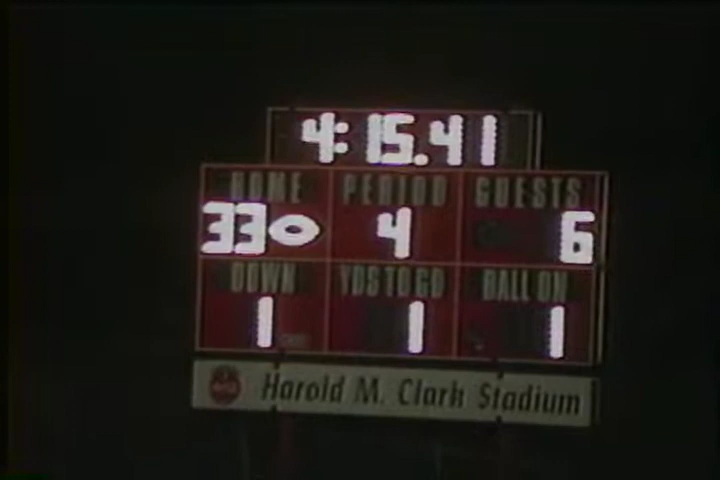 4:15.41
HOME PERIOD GUESTS
33 4 6
DOWN YDS TO GO BALL ON
1 1 1
Harold M. Clark Stadium